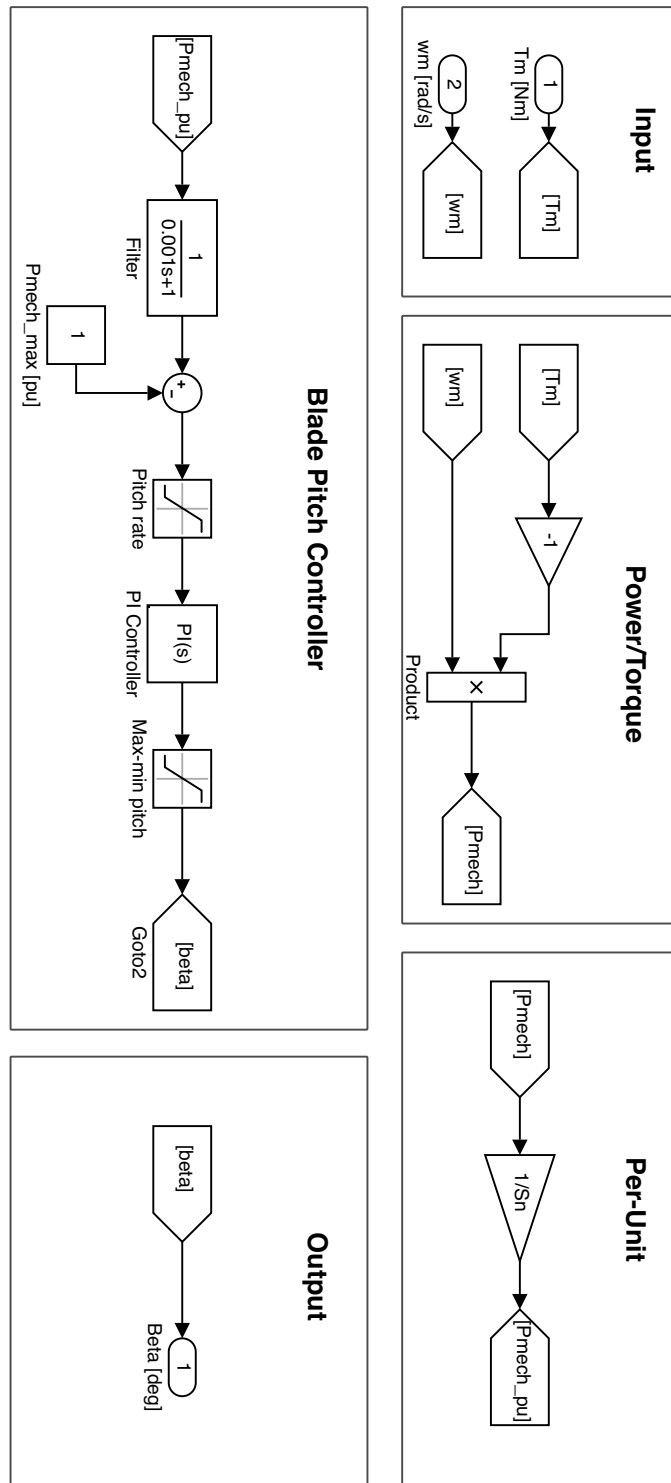 Input
1
Tm [Nm]
[Tm]
2
wm [rad/s]
[wm]
Power/Torque
[Tm]
-1
[wm]
×
Product
[Pmech]
Per-Unit
[Pmech]
1/Sn
[Pmech_pu]
Blade Pitch Controller
[Pmech_pu]
1
0.001s+1
Filter
1
Pmech_max [pu]
+
-
Pitch rate
PI(s)
PI Controller
Max-min pitch
[beta]
Goto2
Output
[beta]
1
Beta [deg]